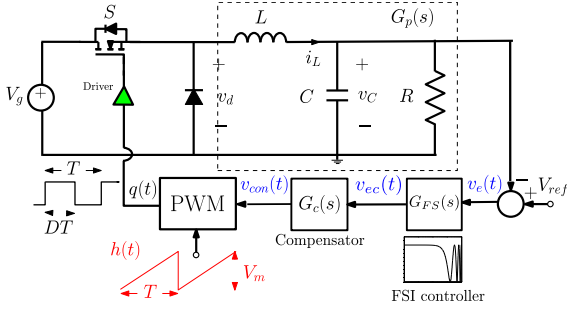 S
L
G_p(s)
i_L
Driver
V_g
+
+
v_d
−
C
+
v_C
−
R
T
DT
q(t)
PWM
v_con(t)
G_c(s)
Compensator
v_ec(t)
G_FS(s)
v_e(t)
−
+
V_ref
h(t)
T
V_m
FSI controller